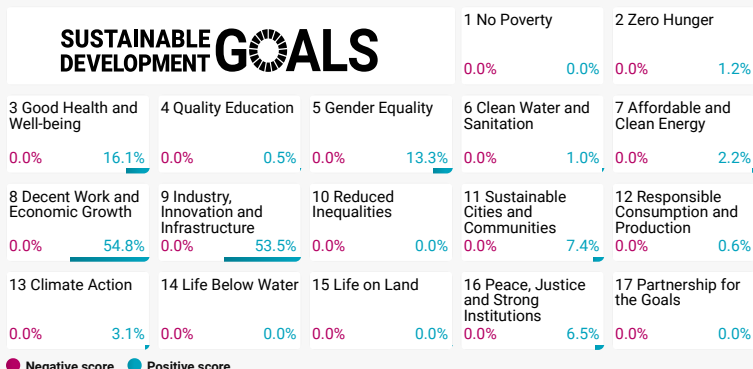 SUSTAINABLE
DEVELOPMENT
GOALS
1 No Poverty
0.0% 0.0%
2 Zero Hunger
0.0% 1.2%
3 Good Health and
Well-being
0.0% 16.1%
4 Quality Education
0.0% 0.5%
5 Gender Equality
0.0% 13.3%
6 Clean Water and
Sanitation
0.0% 1.0%
7 Affordable and
Clean Energy
0.0% 2.2%
8 Decent Work and
Economic Growth
0.0% 54.8%
9 Industry,
Innovation and
Infrastructure
0.0% 53.5%
10 Reduced
Inequalities
0.0% 0.0%
11 Sustainable
Cities and
Communities
0.0% 7.4%
12 Responsible
Consumption and
Production
0.0% 0.6%
13 Climate Action
0.0% 3.1%
14 Life Below Water
0.0% 0.0%
15 Life on Land
0.0% 0.0%
16 Peace, Justice
and Strong
Institutions
0.0% 6.5%
17 Partnership for
the Goals
0.0% 0.0%
Negative score Positive score